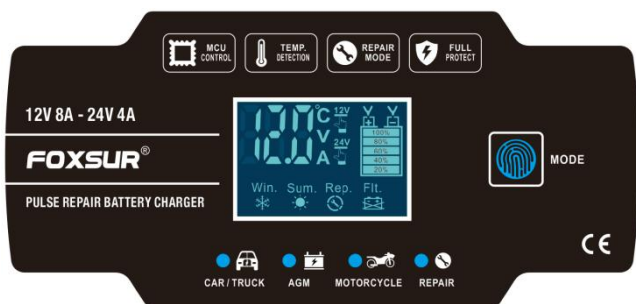 MCU
CONTROL
TEMP.
DETECTION
REPAIR
MODE
FULL
PROTECT
12V 8A - 24V 4A
FOXSUR®
PULSE REPAIR BATTERY CHARGER
°C
12V
V
24V
12.0
A
100%
80%
60%
40%
20%
Win. Sum. Rep. Flt.
MODE
CE
CAR / TRUCK
AGM
MOTORCYCLE
REPAIR